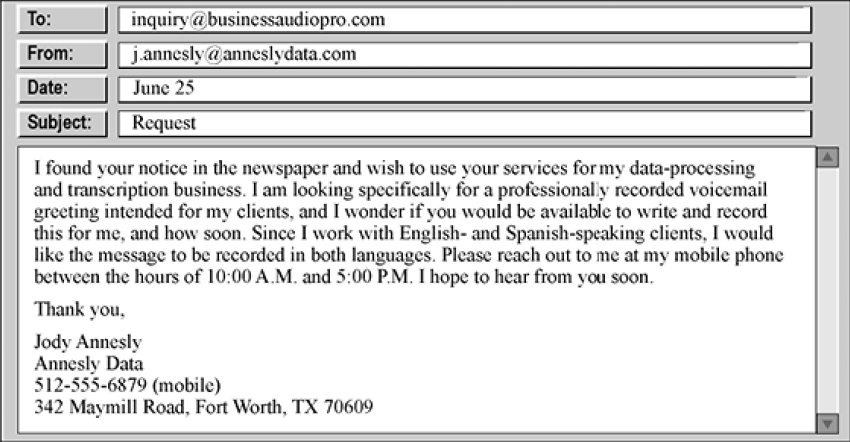 To: inquiry@businessaudiopro.com
From: j.annesly@anneslydata.com
Date: June 25
Subject: Request
I found your notice in the newspaper and wish to use your services for my data-processing
and transcription business. I am looking specifically for a professionally recorded voicemail
greeting intended for my clients, and I wonder if you would be available to write and record
this for me, and how soon. Since I work with English- and Spanish-speaking clients, I would
like the message to be recorded in both languages. Please reach out to me at my mobile phone
between the hours of 10:00 A.M. and 5:00 P.M. I hope to hear from you soon.
Thank you,
Jody Annesly
Annesly Data
512-555-6879 (mobile)
342 Maymill Road, Fort Worth, TX 70609